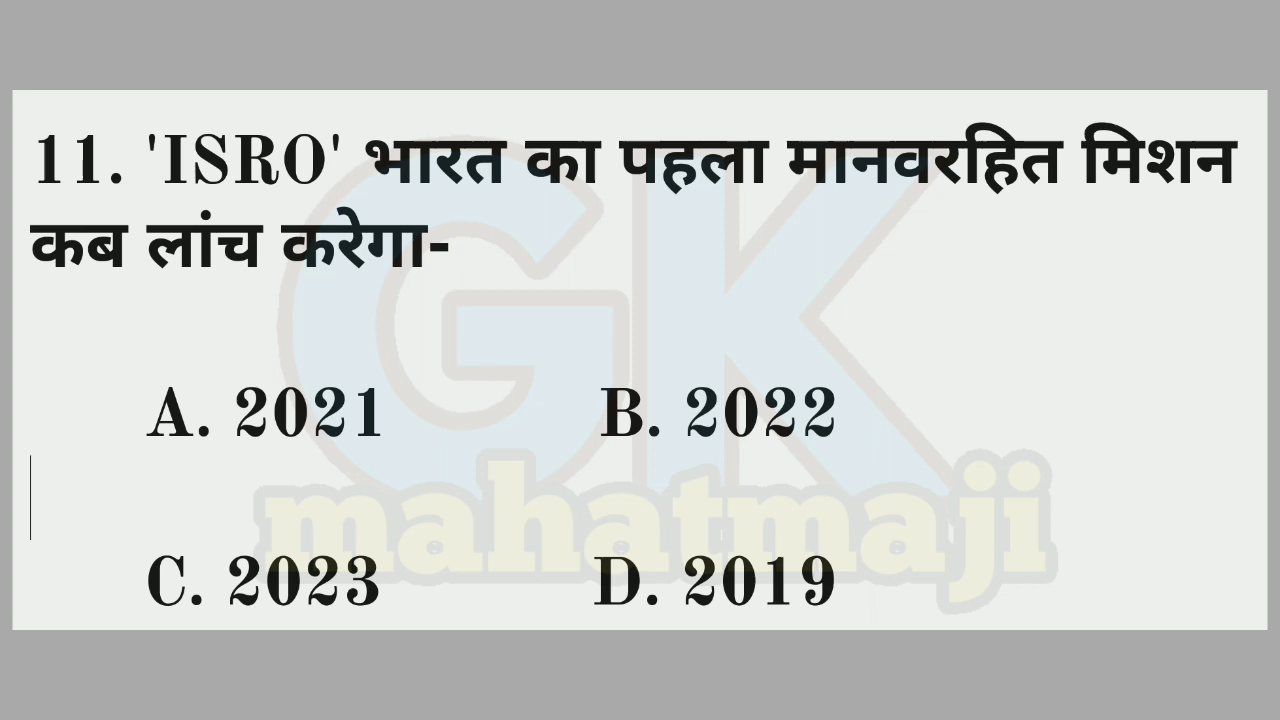 11. 'ISRO' भारत का पहला मानवरहित मिशन
कब लांच करेगा-
A. 2021 B. 2022
C. 2023 D. 2019
GK
mahatmaji